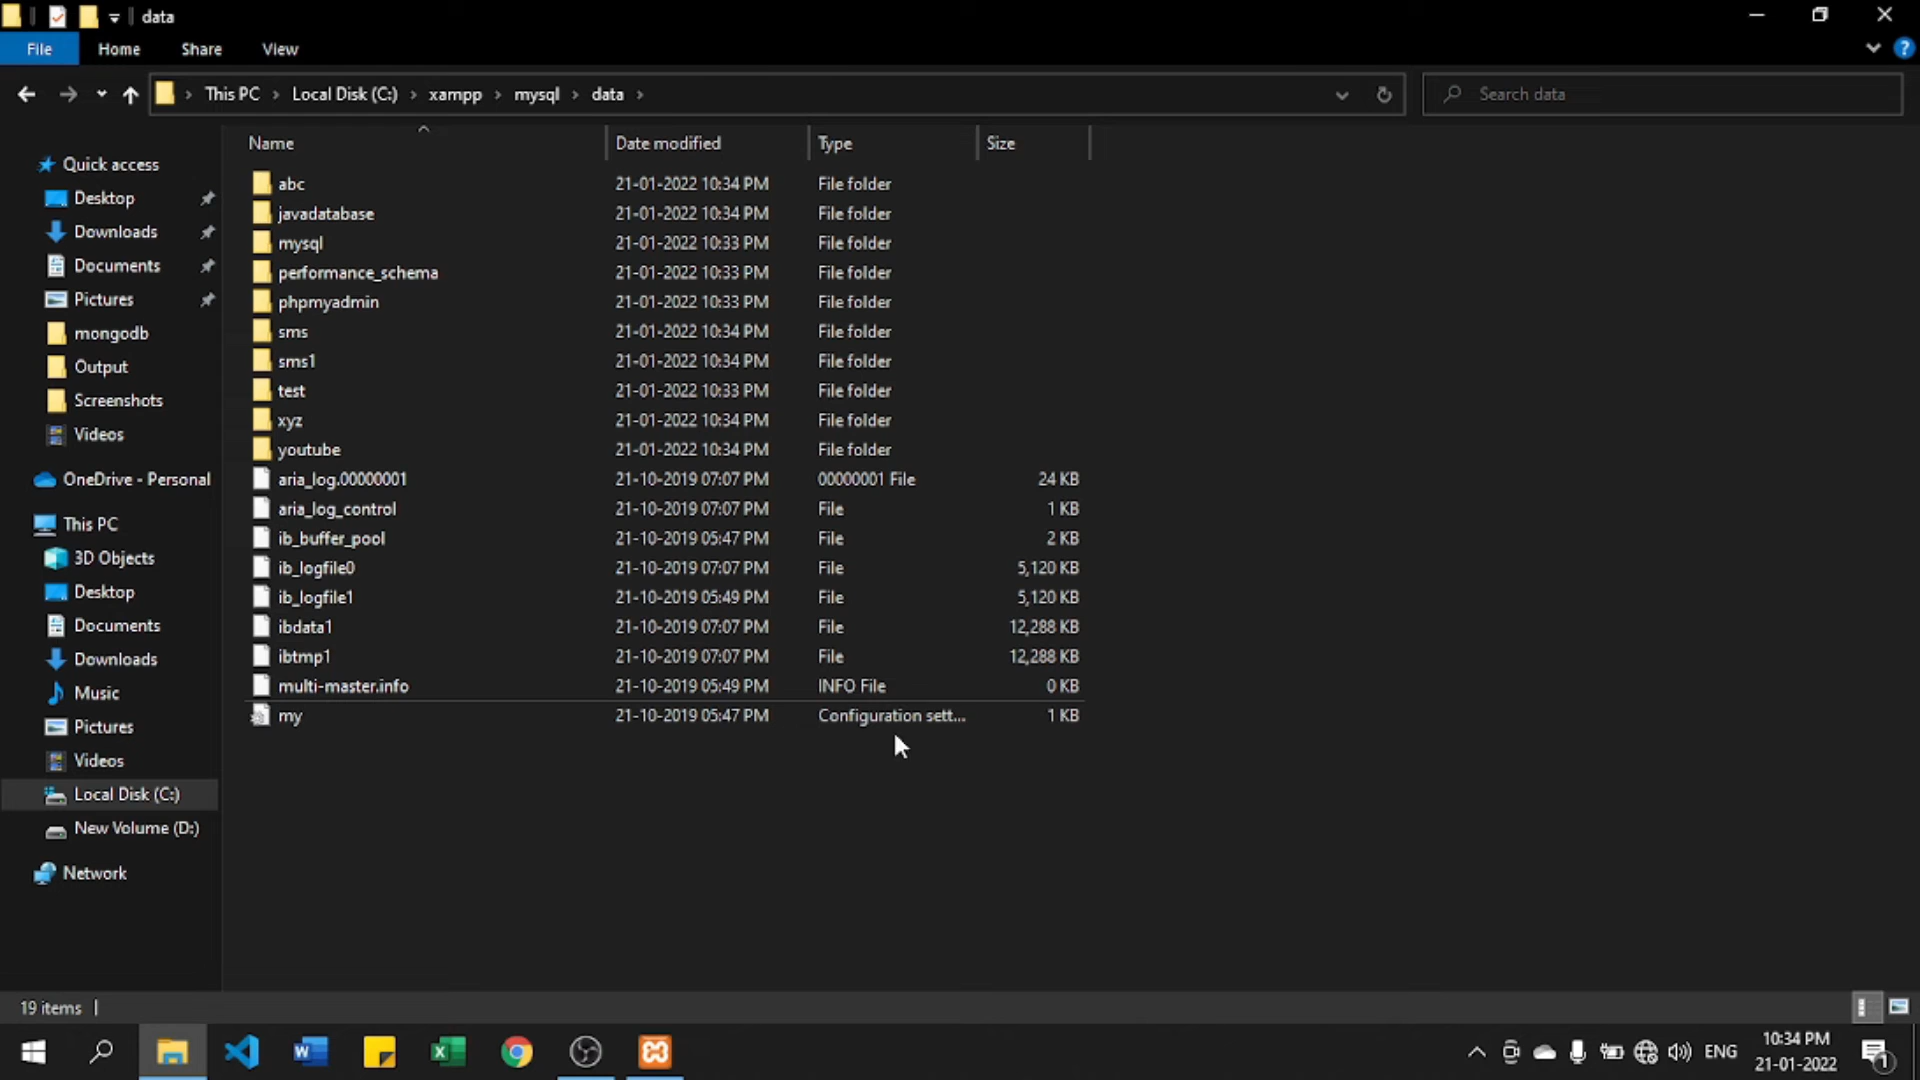 data
File Home Share View
This PC Local Disk (C:) xampp mysql data
Search data
Name Date modified Type Size
Quick access
Desktop
Downloads
Documents
Pictures
mongodb
Output
Screenshots
Videos
OneDrive - Personal
This PC
3D Objects
Desktop
Documents
Downloads
Music
Pictures
Videos
Local Disk (C:)
New Volume (D:)
Network
abc 21-01-2022 10:34 PM File folder
javadatabase 21-01-2022 10:34 PM File folder
mysql 21-01-2022 10:33 PM File folder
performance_schema 21-01-2022 10:33 PM File folder
phpmyadmin 21-01-2022 10:33 PM File folder
sms 21-01-2022 10:34 PM File folder
sms1 21-01-2022 10:34 PM File folder
test 21-01-2022 10:33 PM File folder
xyz 21-01-2022 10:34 PM File folder
youtube 21-01-2022 10:34 PM File folder
aria_log.00000001 21-10-2019 07:07 PM 00000001 File 24 KB
aria_log_control 21-10-2019 07:07 PM File 1 KB
ib_buffer_pool 21-10-2019 05:47 PM File 2 KB
ib_logfile0 21-10-2019 07:07 PM File 5,120 KB
ib_logfile1 21-10-2019 05:49 PM File 5,120 KB
ibdata1 21-10-2019 07:07 PM File 12,288 KB
ibtmp1 21-10-2019 07:07 PM File 12,288 KB
multi-master.info 21-10-2019 05:49 PM INFO File 0 KB
my 21-10-2019 05:47 PM Configuration sett... 1 KB
19 items
ENG
10:34 PM
21-01-2022
1